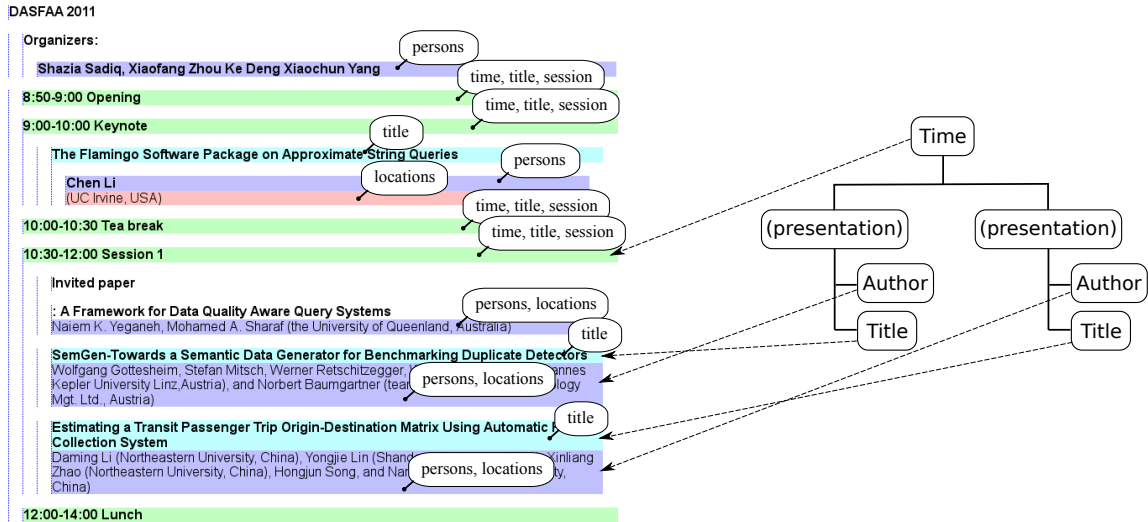 DASFAA 2011
Organizers:
persons
Shazia Sadiq, Xiaofang Zhou Ke Deng Xiaochun Yang
time, title, session
8:50-9:00 Opening
time, title, session
9:00-10:00 Keynote
title
The Flamingo Software Package on Approximate String Queries
persons
Chen Li
locations
(UC Irvine, USA)
time, title, session
10:00-10:30 Tea break
time, title, session
10:30-12:00 Session 1
Invited paper
persons, locations
: A Framework for Data Quality Aware Query Systems
Naiem K. Yeganeh, Mohamed A. Sharaf (the University of Queenland, Australia)
title
SemGen-Towards a Semantic Data Generator for Benchmarking Duplicate Detectors
Wolfgang Gottesheim, Stefan Mitsch, Werner Retschitzegger,
Kepler University Linz,Austria), and Norbert Baumgartner
persons, locations
Mgt. Ltd., Austria)
title
Estimating a Transit Passenger Trip Origin-Destination Matrix Using Automatic
Collection System
Daming Li (Northeastern University, China), Yongjie Lin Xinliang
Zhao (Northeastern University, China), Hongjun Song, and
persons, locations
China)
12:00-14:00 Lunch
Time
(presentation)
(presentation)
Author
Author
Title
Title